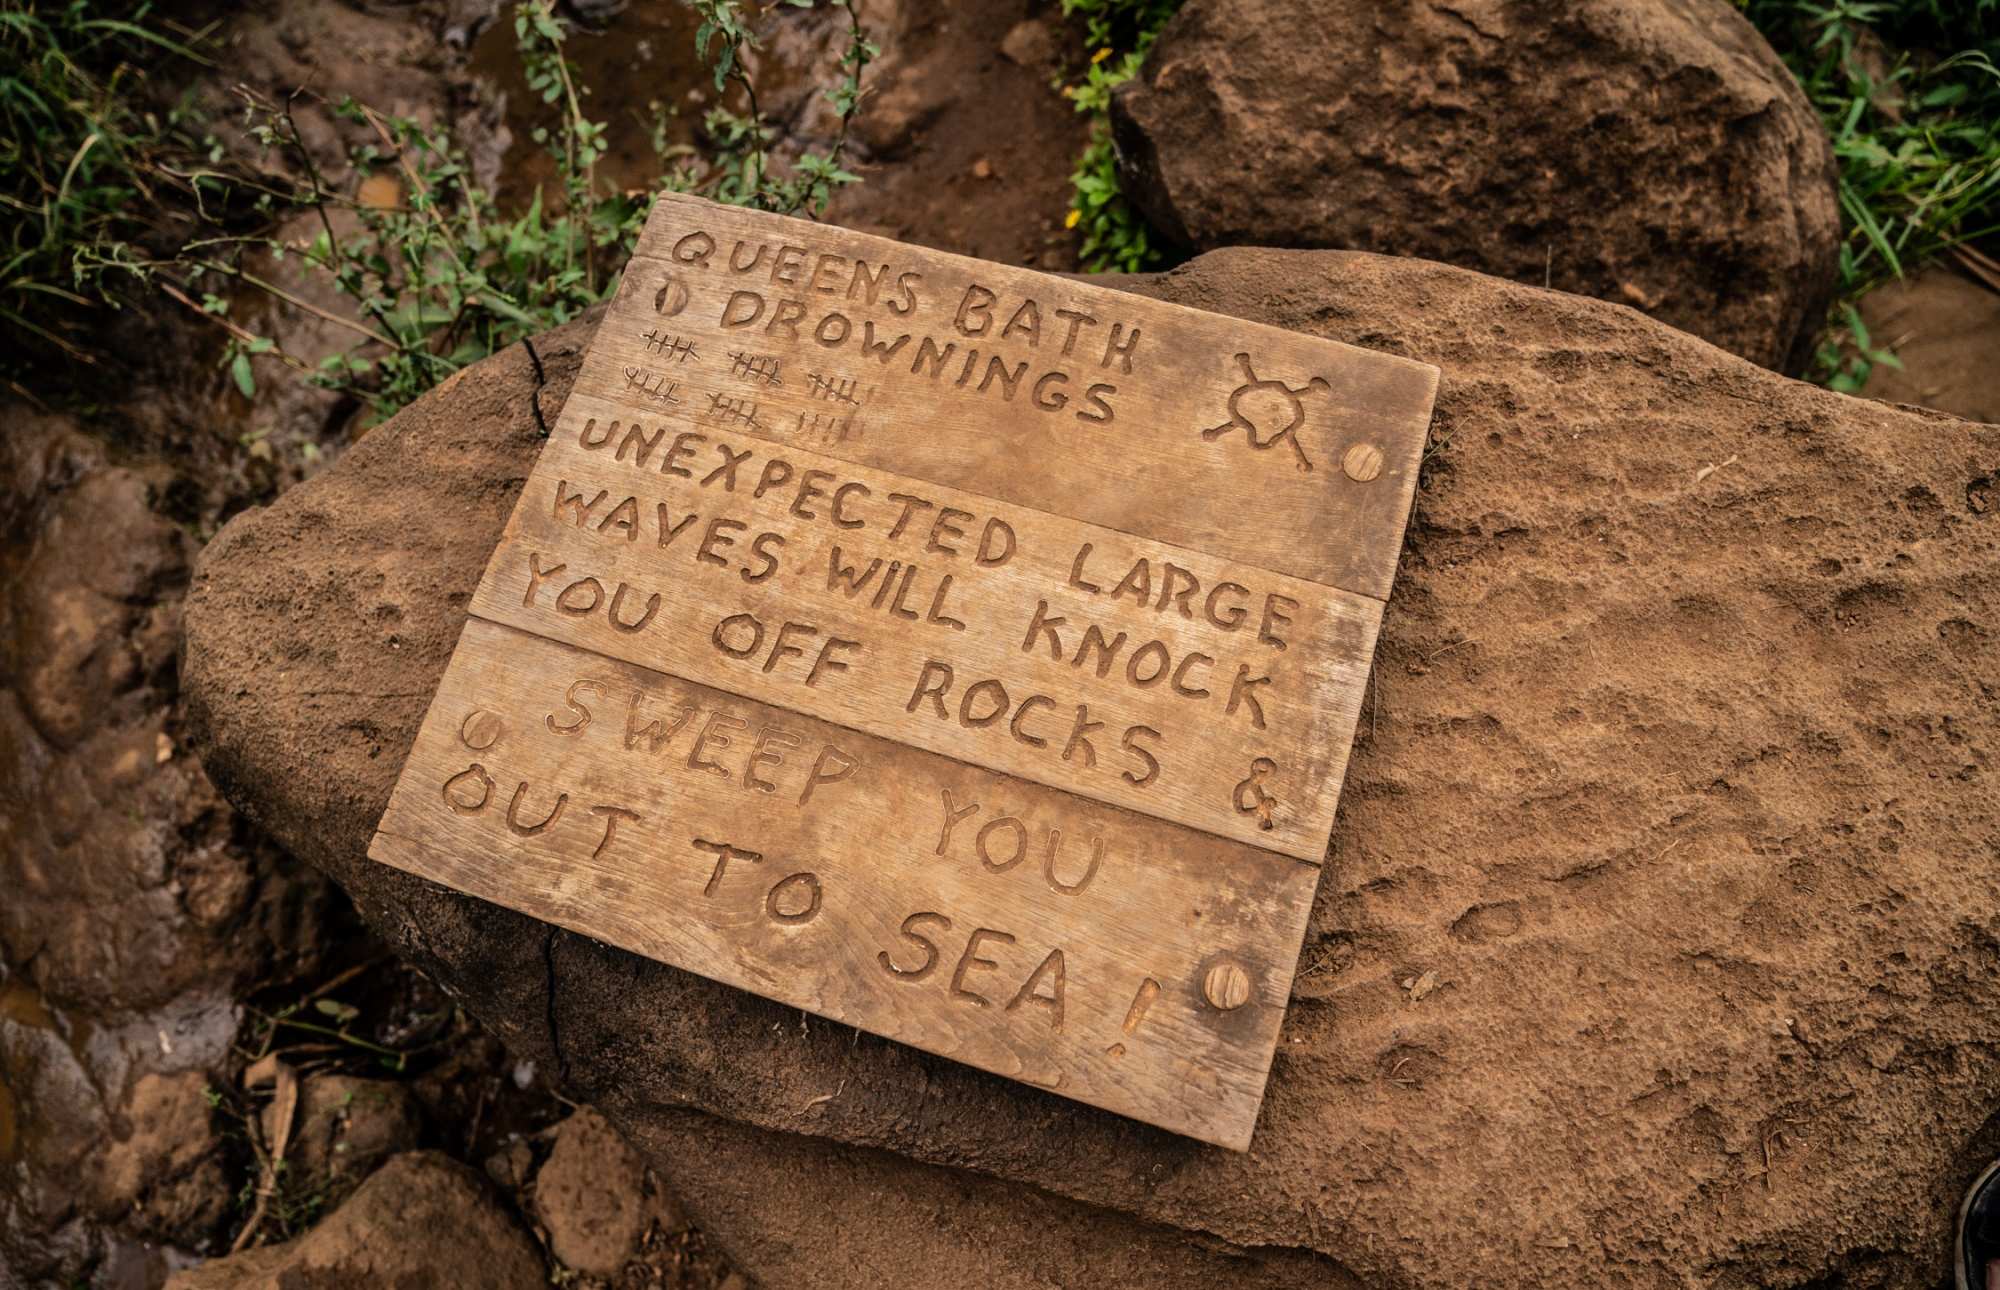 QUEENS BATH
DROWNINGS
UNEXPECTED LARGE
WAVES WILL KNOCK
YOU OFF ROCKS &
SWEEP YOU
OUT TO SEA!